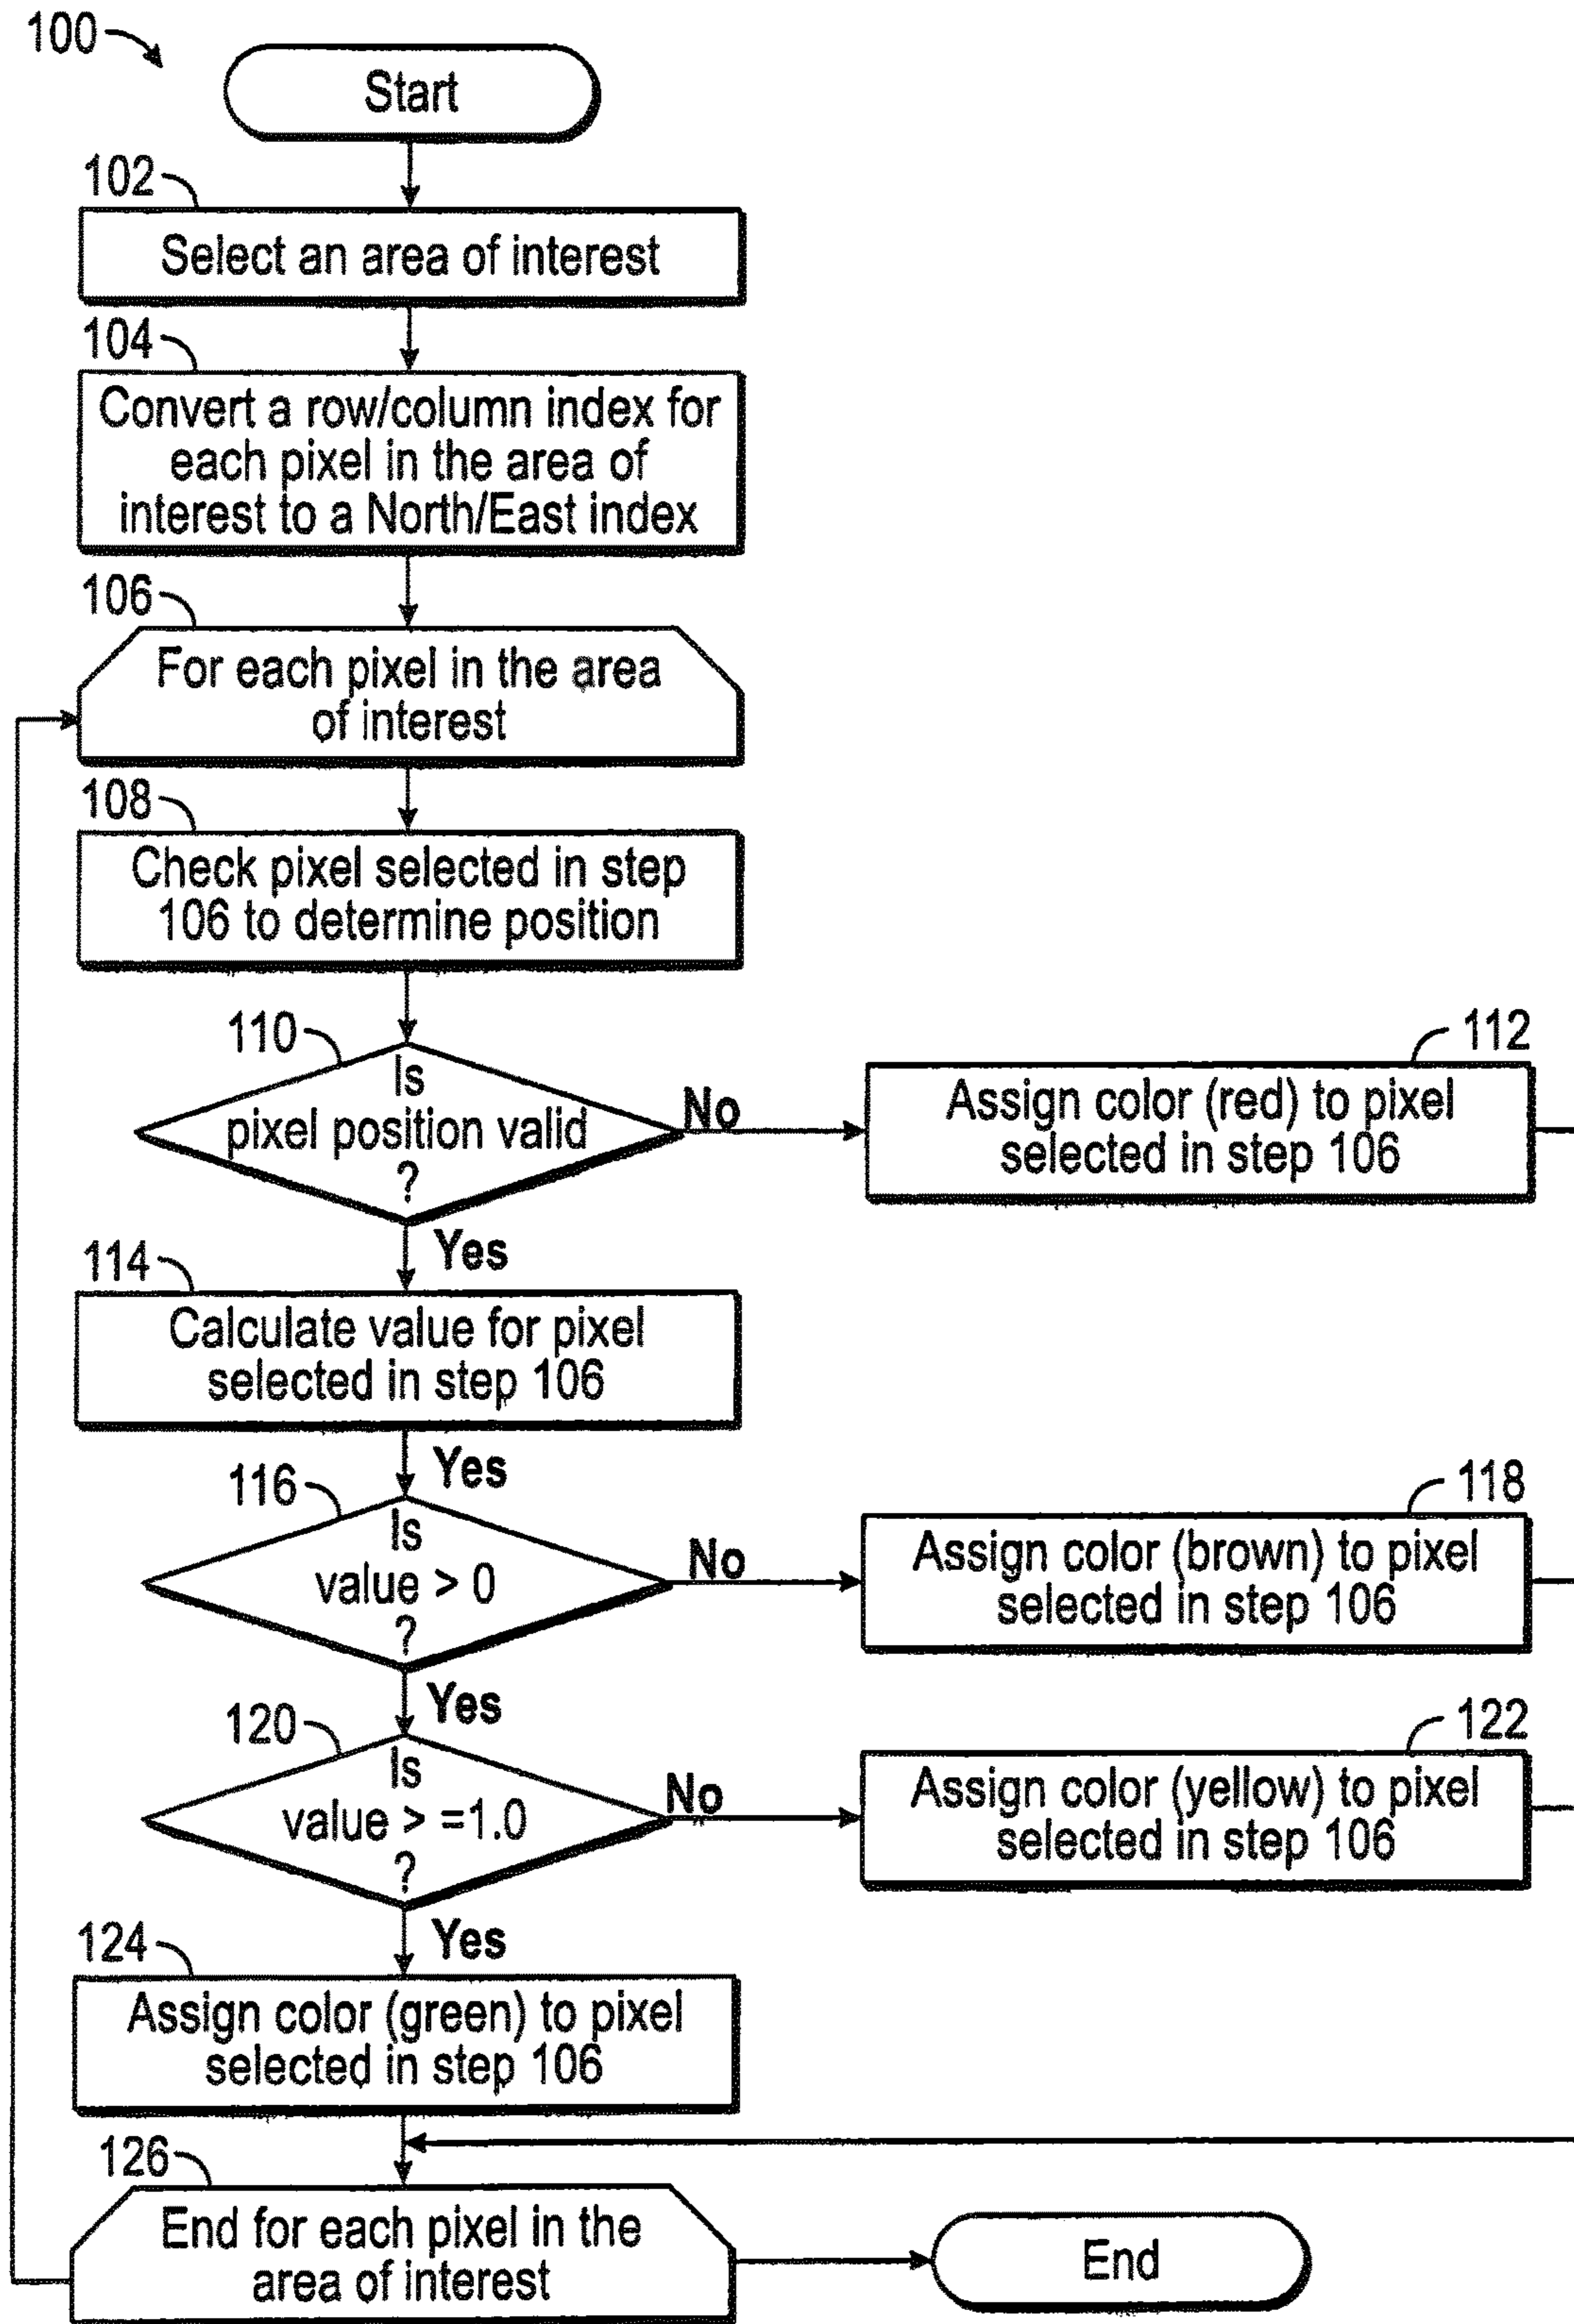 100
Start
102
Select an area of interest
104
Convert a row/column index for
each pixel in the area of
interest to a North/East index
106
For each pixel in the area
of interest
108
Check pixel selected in step
106 to determine position
110
Is
pixel position valid
?
No
112
Assign color (red) to pixel
selected in step 106
Yes
114
Calculate value for pixel
selected in step 106
Yes
116
Is
value > 0
?
No
118
Assign color (brown) to pixel
selected in step 106
Yes
120
Is
value > =1.0
?
No
122
Assign color (yellow) to pixel
selected in step 106
Yes
124
Assign color (green) to pixel
selected in step 106
126
End for each pixel in the
area of interest
End